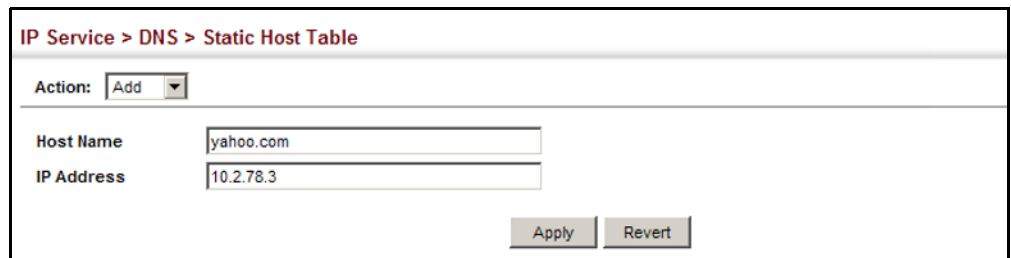 IP Service > DNS > Static Host Table
Action: Add
Host Name yahoo.com
IP Address 10.2.78.3
Apply Revert